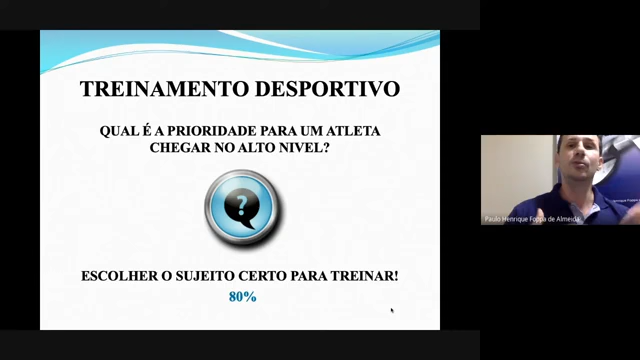 TREINAMENTO DESPORTIVO
QUAL É A PRIORIDADE PARA UM ATLETA
CHEGAR NO ALTO NIVEL?
?
ESCOLHER O SUJEITO CERTO PARA TREINAR!
80%
Paulo Henrique Foppa de Almeida